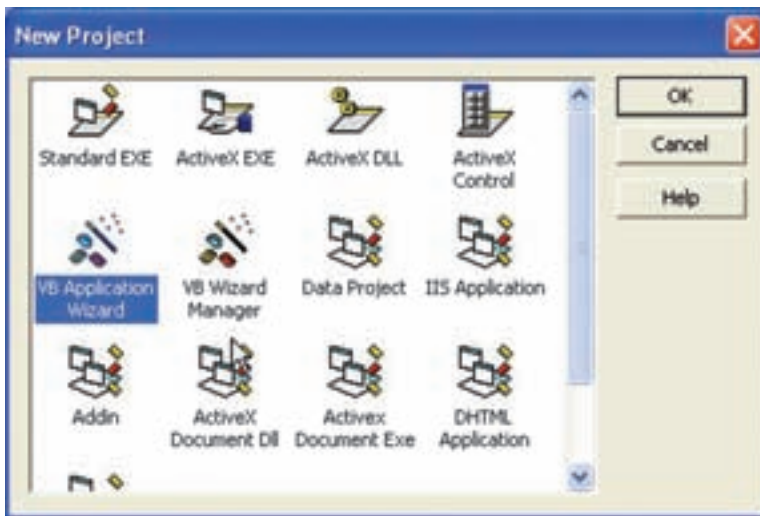 New Project
Standard EXE
ActiveX EXE
ActiveX DLL
ActiveX
Control
VB Application
Wizard
VB Wizard
Manager
Data Project
IIS Application
Addin
ActiveX
Document Dll
Activex
Document Exe
DHTML
Application
OK
Cancel
Help